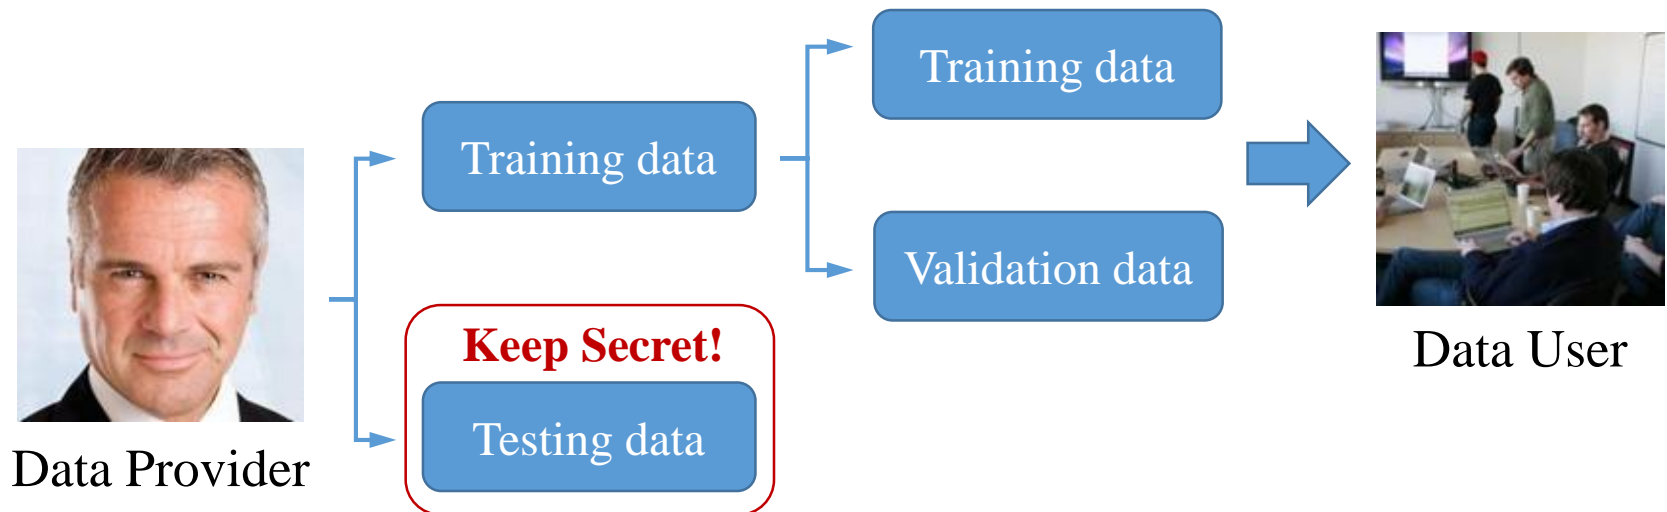 Training data
Training data
Validation data
Keep Secret!
Testing data
Data Provider
Data User